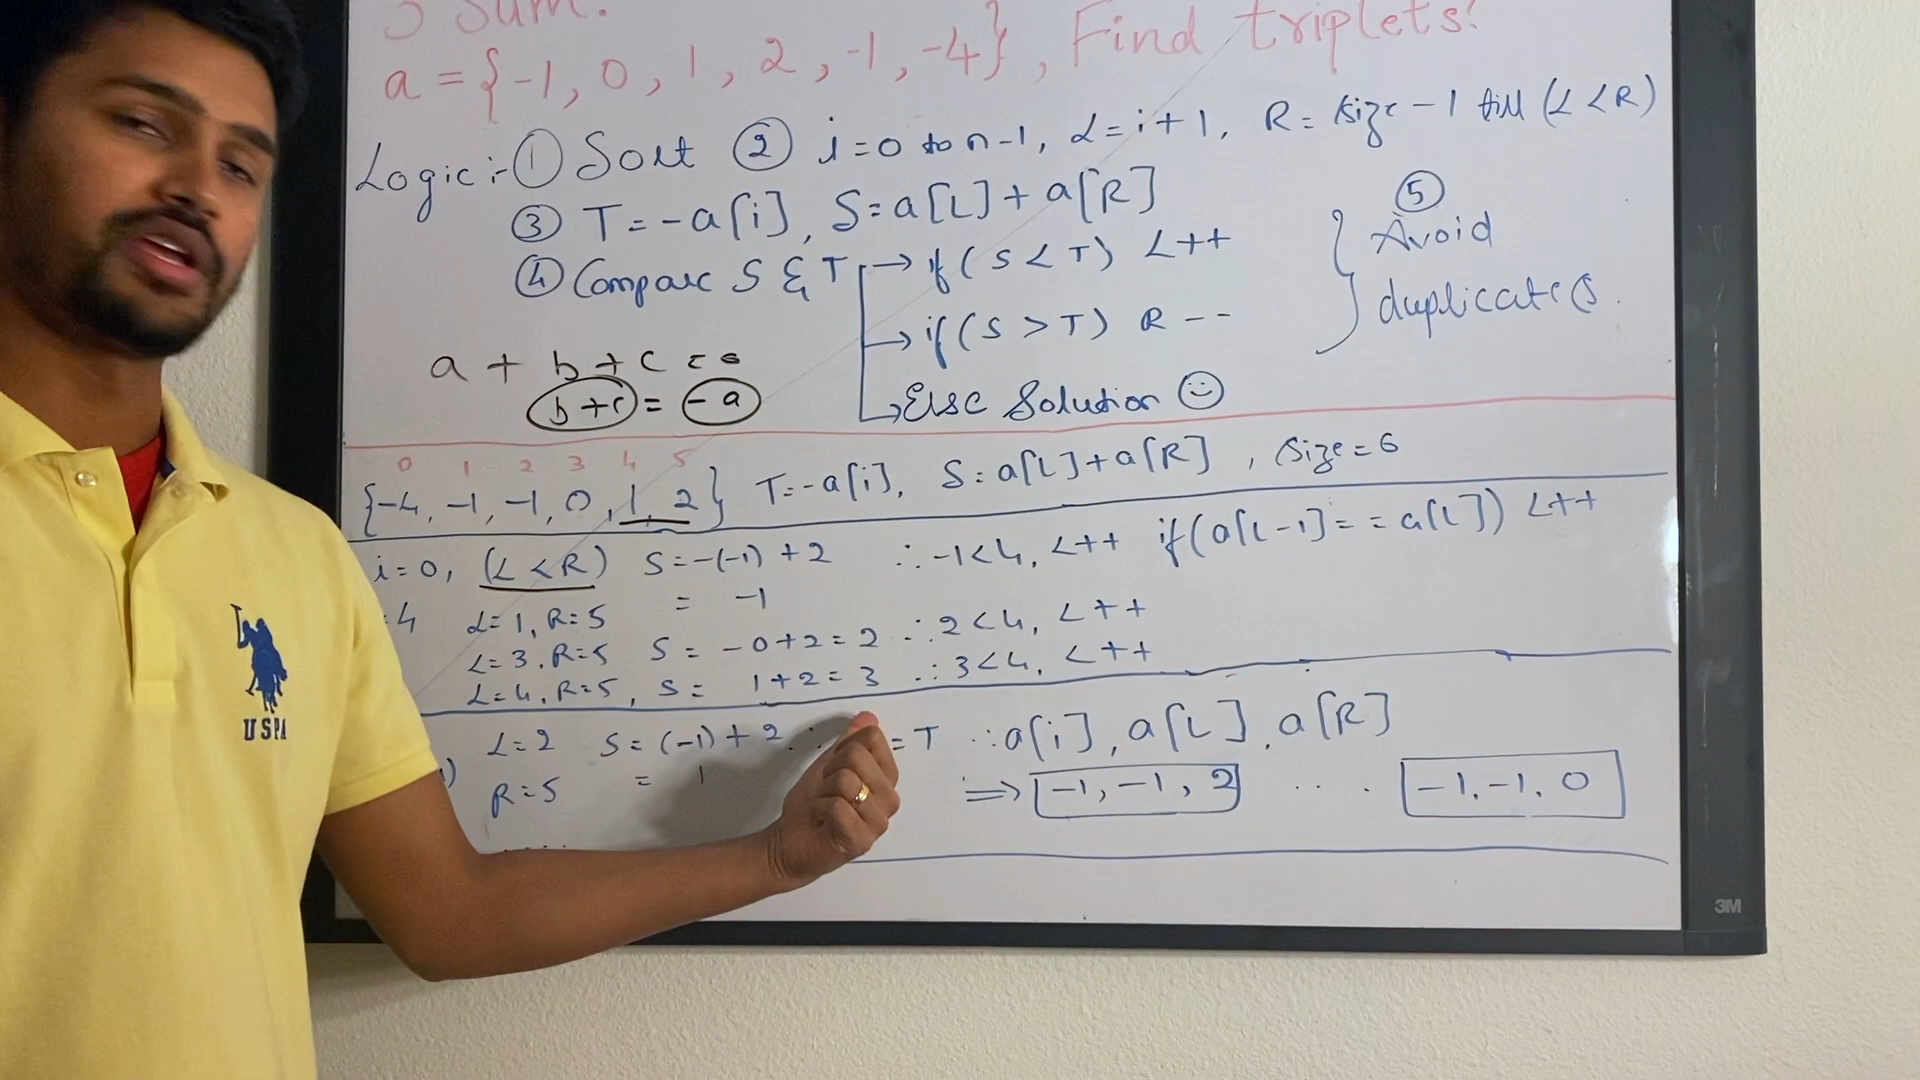 3 Sum:
a = {-1, 0, 1, 2, -1, -4}, Find triplets!
Logic:- ① Sort ② i=0 to n-1, L=i+1, R= size-1 till (L<R)
③ T=-a[i], S=a[L]+a[R]
④ Compare S & T → if (S<T) L++
→ if (S>T) R--
→ Else Solution ☺
⑤ Avoid duplicates.
a + b + c = 0
b+c = -a
0 1 2 3 4 5
{-4, -1, -1, 0, 1, 2} T=-a[i], S=a[L]+a[R], size=6
i=0, (L<R) S=-(-1)+2 ∴ -1<4, L++ if(a[L-1]==a[L]) L++
=4 L=1, R=5 = -1
L=3, R=5 S = -0+2=2 ∴ 2<4, L++
L=4, R=5, S= 1+2=3 ∴ 3<4, L++
L=2 S=(-1)+2 ∴ =T ∴ a[i], a[L], a[R]
R=5 = 1 ⇒ -1, -1, 2 .... -1, -1, 0
USPA
3M